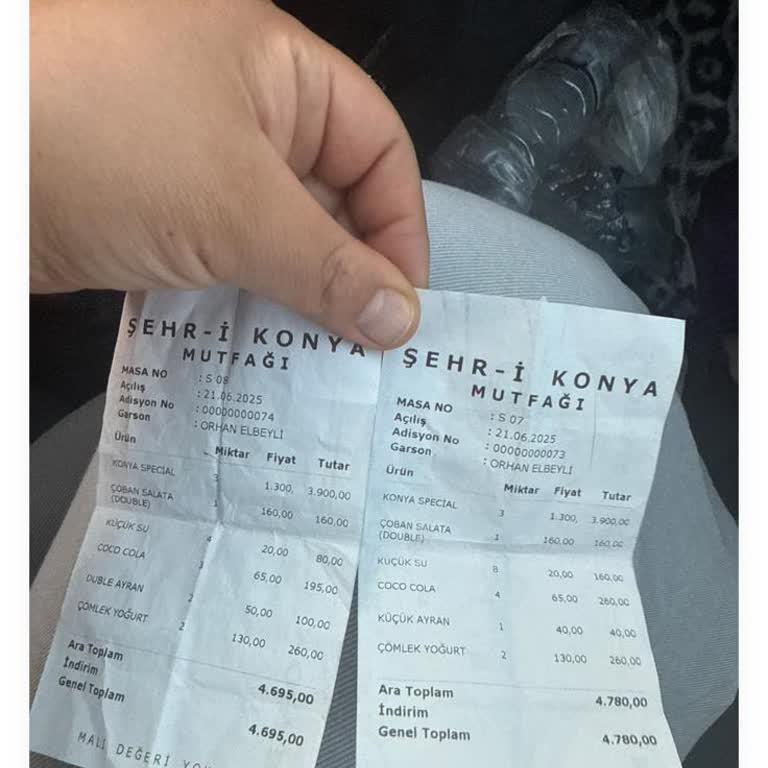 ŞEHR-İ KONYA
MUTFAĞI
MASA NO : S 08
Açılış : 21.06.2025
Adisyon No : 00000000074
Garson : ORHAN ELBEYLİ
Ürün Miktar Fiyat Tutar
KONYA SPECIAL 3 1.300, 3.900,00
ÇOBAN SALATA 1 160,00 160,00
(DOUBLE)
KÜÇÜK SU 4 20,00 80,00
COCO COLA 3 65,00 195,00
DUBLE AYRAN 2 50,00 100,00
ÇÖMLEK YOĞURT 2 130,00 260,00
Ara Toplam 4.695,00
İndirim
Genel Toplam 4.695,00
MALİ DEĞERİ
ŞEHR-İ KONYA
MUTFAĞI
MASA NO : S 07
Açılış : 21.06.2025
Adisyon No : 00000000073
Garson : ORHAN ELBEYLİ
Ürün Miktar Fiyat Tutar
KONYA SPECIAL 3 1.300, 3.900,00
ÇOBAN SALATA 1 160,00 160,00
(DOUBLE)
KÜÇÜK SU 8 20,00 160,00
COCO COLA 4 65,00 260,00
KÜÇÜK AYRAN 1 40,00 40,00
ÇÖMLEK YOĞURT 2 130,00 260,00
Ara Toplam 4.780,00
İndirim
Genel Toplam 4.780,00